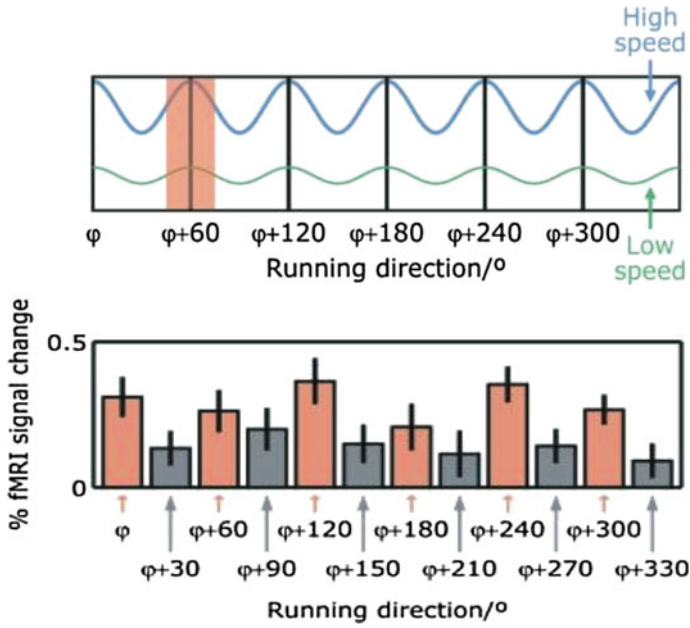 High
speed
φ φ+60 φ+120 φ+180 φ+240 φ+300
Running direction/º
Low
speed
% fMRI signal change
0.5
0
φ φ+60 φ+120 φ+180 φ+240 φ+300
φ+30 φ+90 φ+150 φ+210 φ+270 φ+330
Running direction/º